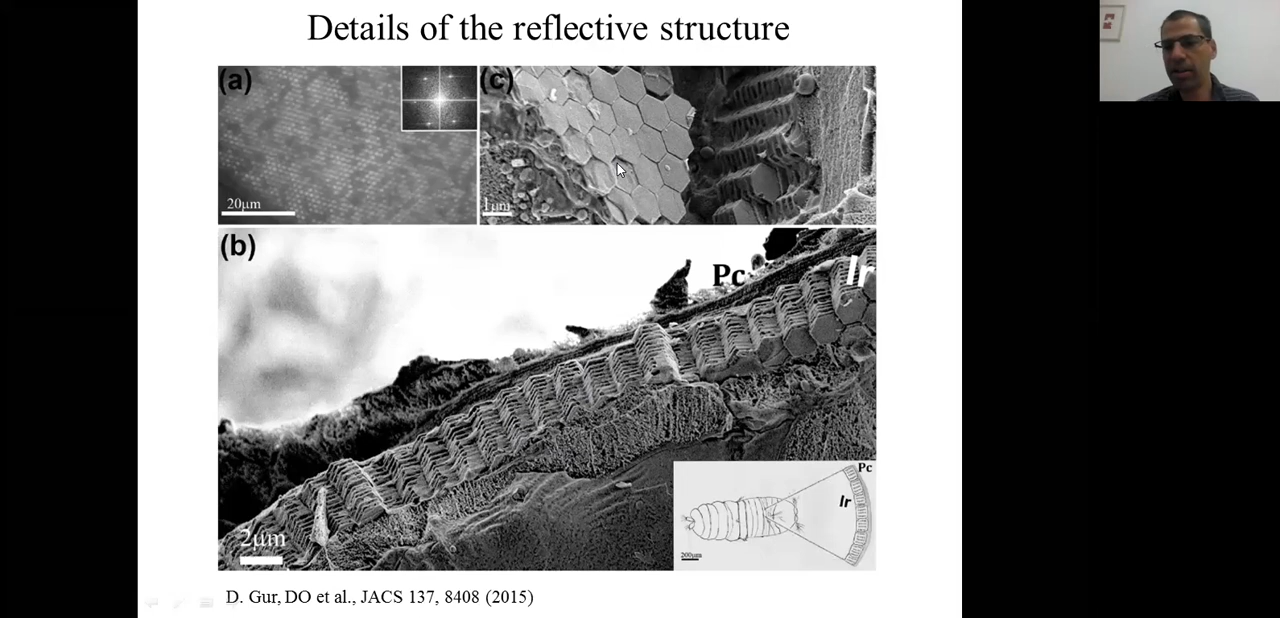 Details of the reflective structure
(a)
(c)
20μm
1μm
(b)
Pc
Ir
2μm
Pc
Ir
200μm
D. Gur, DO et al., JACS 137, 8408 (2015)